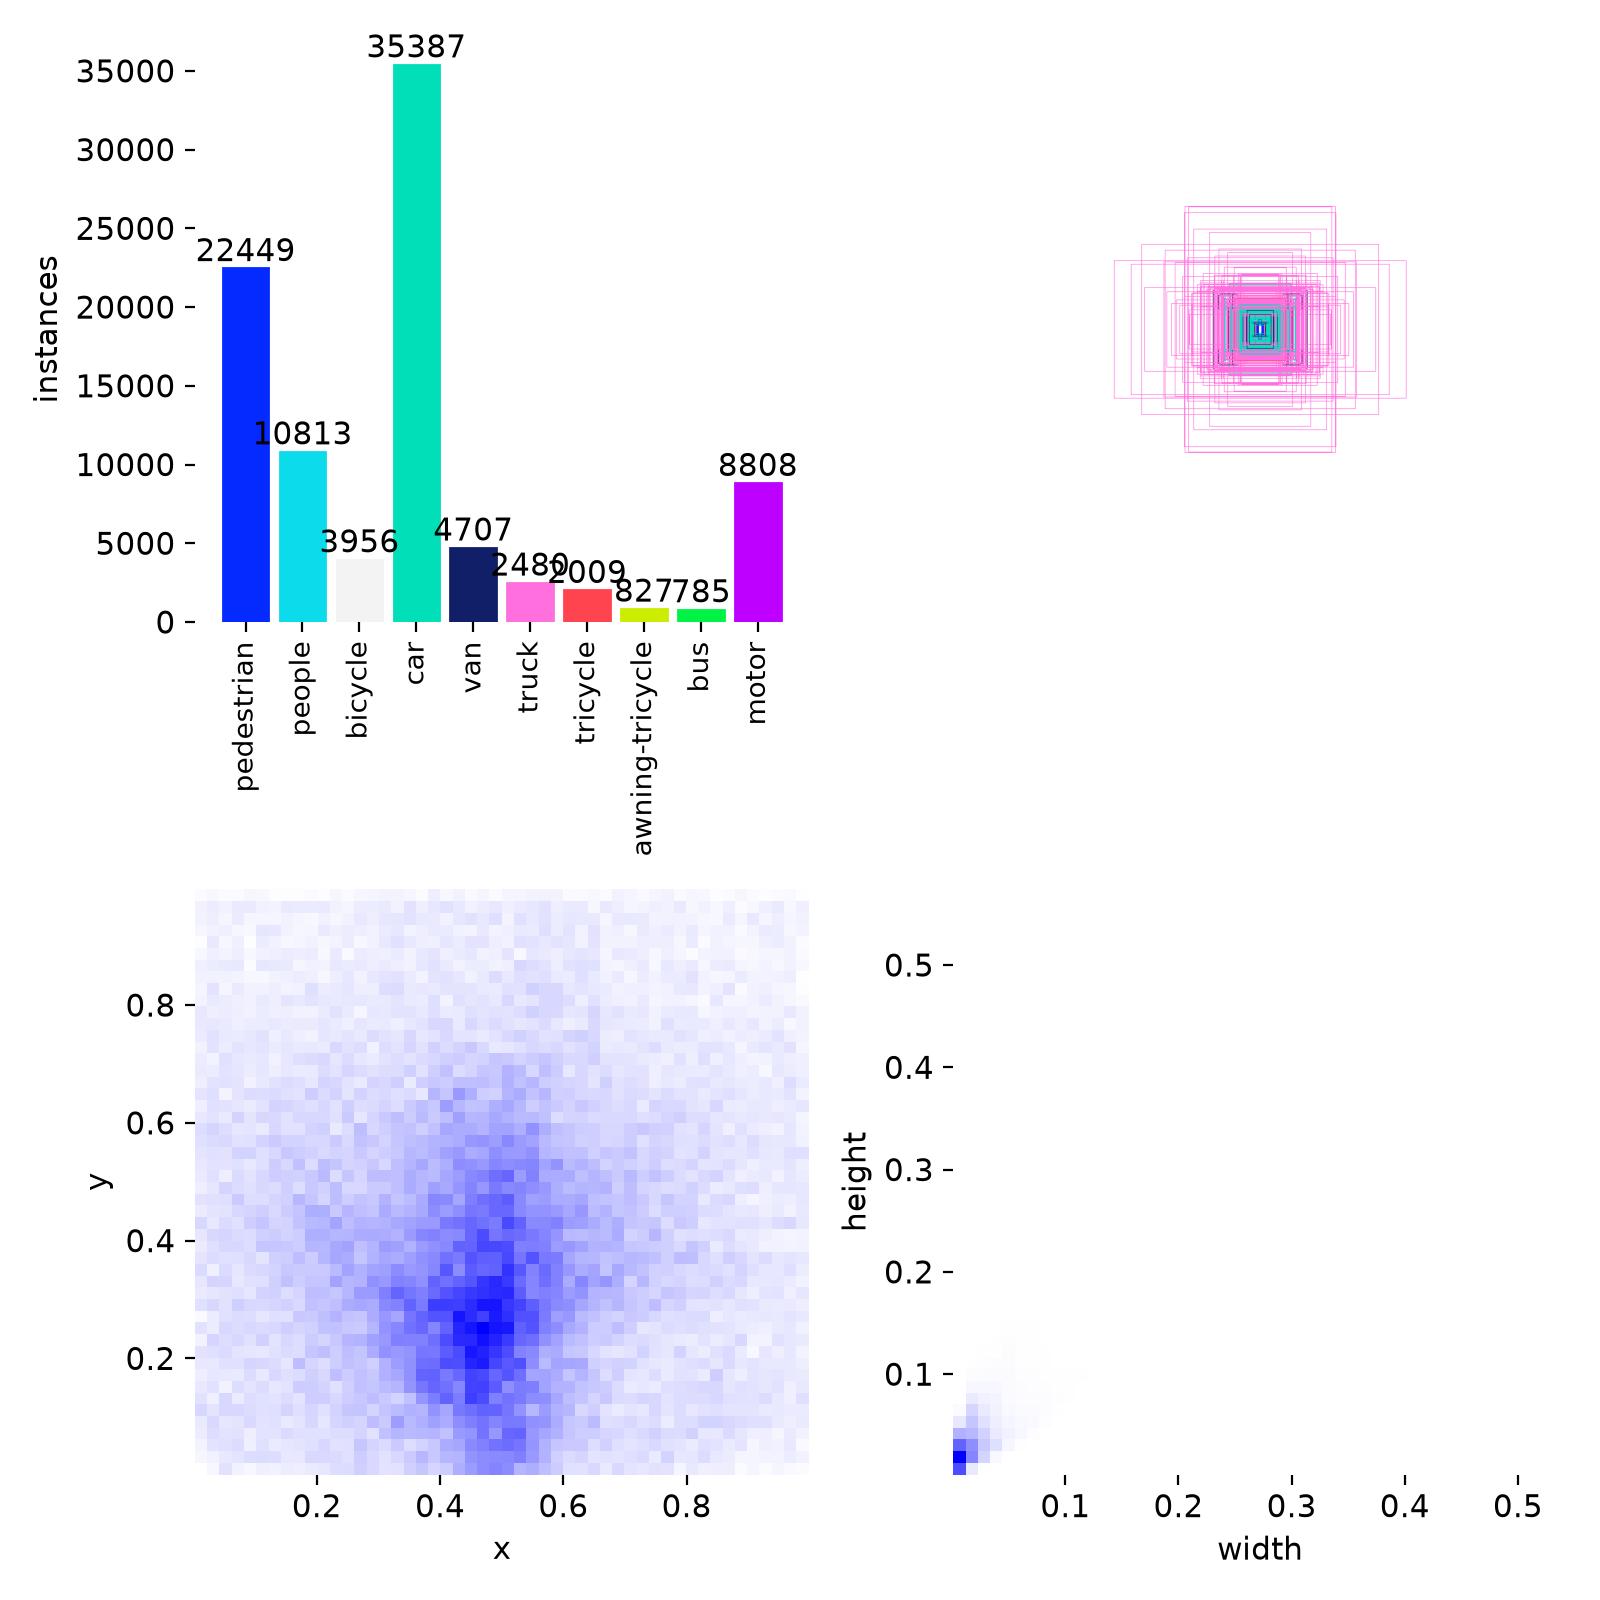 35387
35000
30000
25000
22449
20000
15000
10813
10000
8808
5000
4707
3956
2480
2009
827
785
0
instances
pedestrian
people
bicycle
car
van
truck
tricycle
awning-tricycle
bus
motor
0.8
0.6
0.4
0.2
y
0.2 0.4 0.6 0.8
x
0.5
0.4
0.3
0.2
0.1
height
0.1 0.2 0.3 0.4 0.5
width